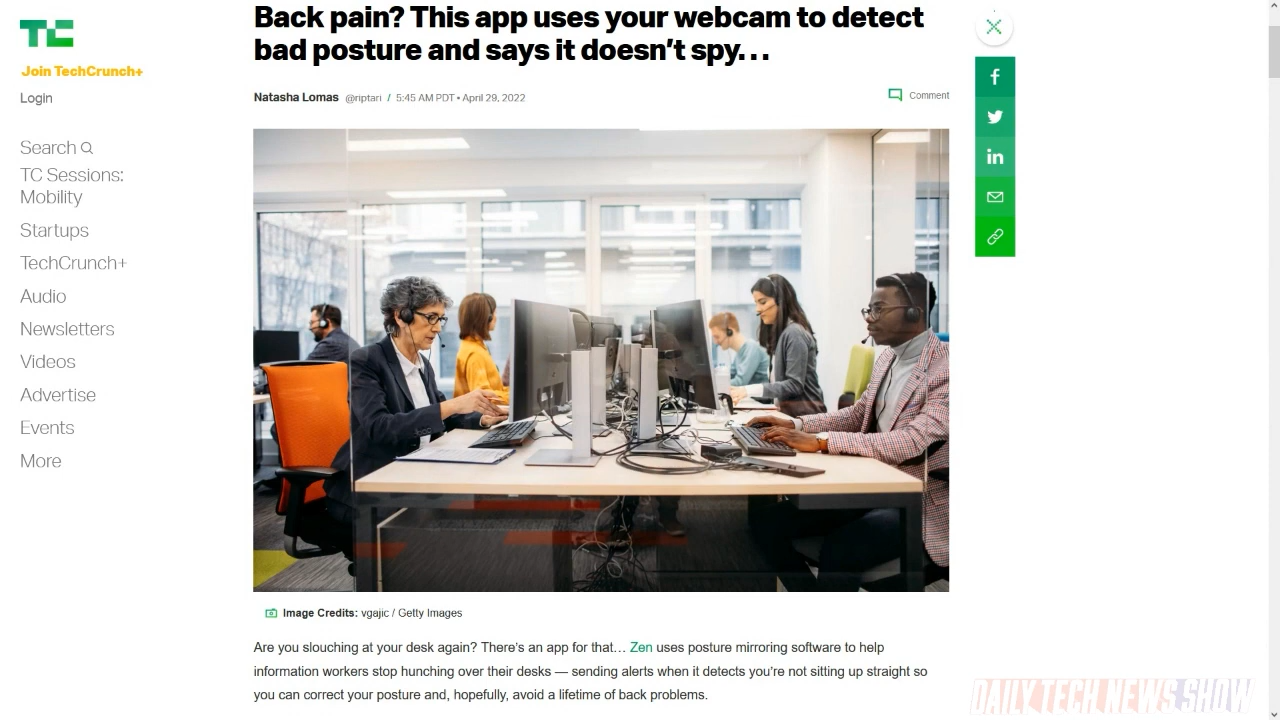 TC
Join TechCrunch+
Login
Search
TC Sessions:
Mobility
Startups
TechCrunch+
Audio
Newsletters
Videos
Advertise
Events
More
Back pain? This app uses your webcam to detect
bad posture and says it doesn’t spy…
Natasha Lomas @riptari / 5:45 AM PDT • April 29, 2022
Comment
Image Credits: vgajic / Getty Images
Are you slouching at your desk again? There’s an app for that… Zen uses posture mirroring software to help
information workers stop hunching over their desks — sending alerts when it detects you’re not sitting up straight so
you can correct your posture and, hopefully, avoid a lifetime of back problems.
f
in
DAILY TECH NEWS SHOW